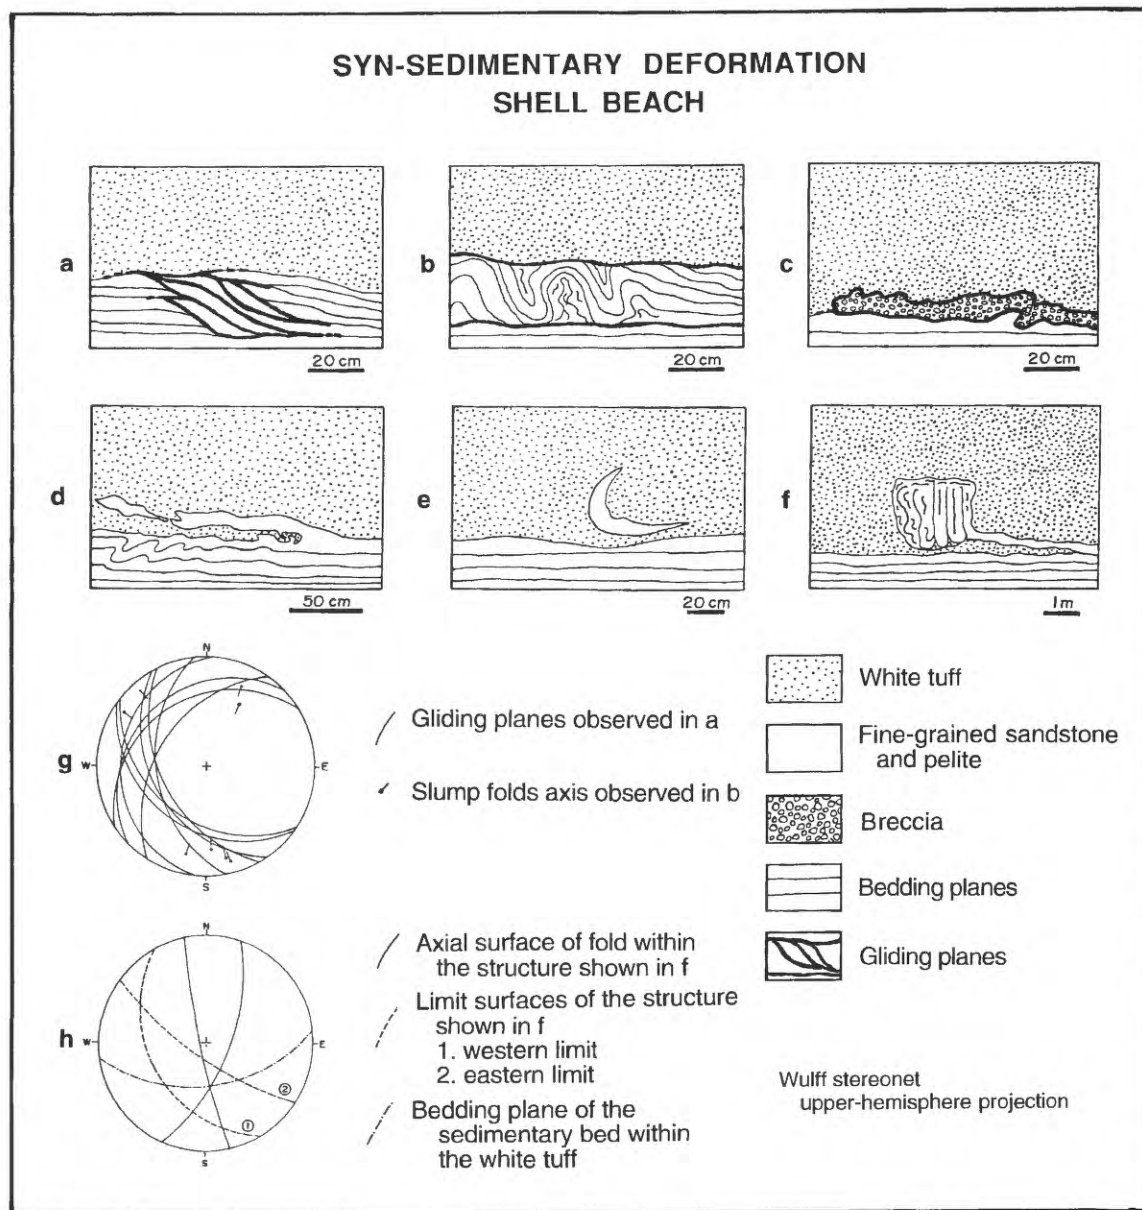 SYN-SEDIMENTARY DEFORMATION
SHELL BEACH
a
20 cm
b
20 cm
c
20 cm
d
50 cm
e
20 cm
f
1m
g
N
W
E
S
Gliding planes observed in a
Slump folds axis observed in b
h
N
W
E
S
2
1
Axial surface of fold within
the structure shown in f
Limit surfaces of the structure
shown in f
1. western limit
2. eastern limit
Bedding plane of the
sedimentary bed within
the white tuff
White tuff
Fine-grained sandstone
and pelite
Breccia
Bedding planes
Gliding planes
Wulff stereonet
upper-hemisphere projection